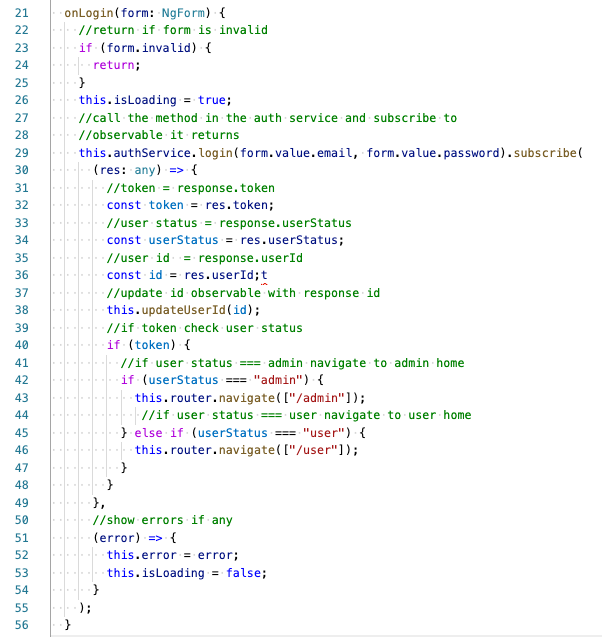 21 onLogin(form: NgForm) {
22 //return if form is invalid
23 if (form.invalid) {
24 return;
25 }
26 this.isLoading = true;
27 //call the method in the auth service and subscribe to
28 //observable it returns
29 this.authService.login(form.value.email, form.value.password).subscribe(
30 (res: any) => {
31 //token = response.token
32 const token = res.token;
33 //user status = response.userStatus
34 const userStatus = res.userStatus;
35 //user id  = response.userId
36 const id = res.userId;t
37 //update id observable with response id
38 this.updateUserId(id);
39 //if token check user status
40 if (token) {
41 //if user status === admin navigate to admin home
42 if (userStatus === "admin") {
43 this.router.navigate(["/admin"]);
44 //if user status === user navigate to user home
45 } else if (userStatus === "user") {
46 this.router.navigate(["/user"]);
47 }
48 }
49 },
50 //show errors if any
51 (error) => {
52 this.error = error;
53 this.isLoading = false;
54 }
55 );
56 }